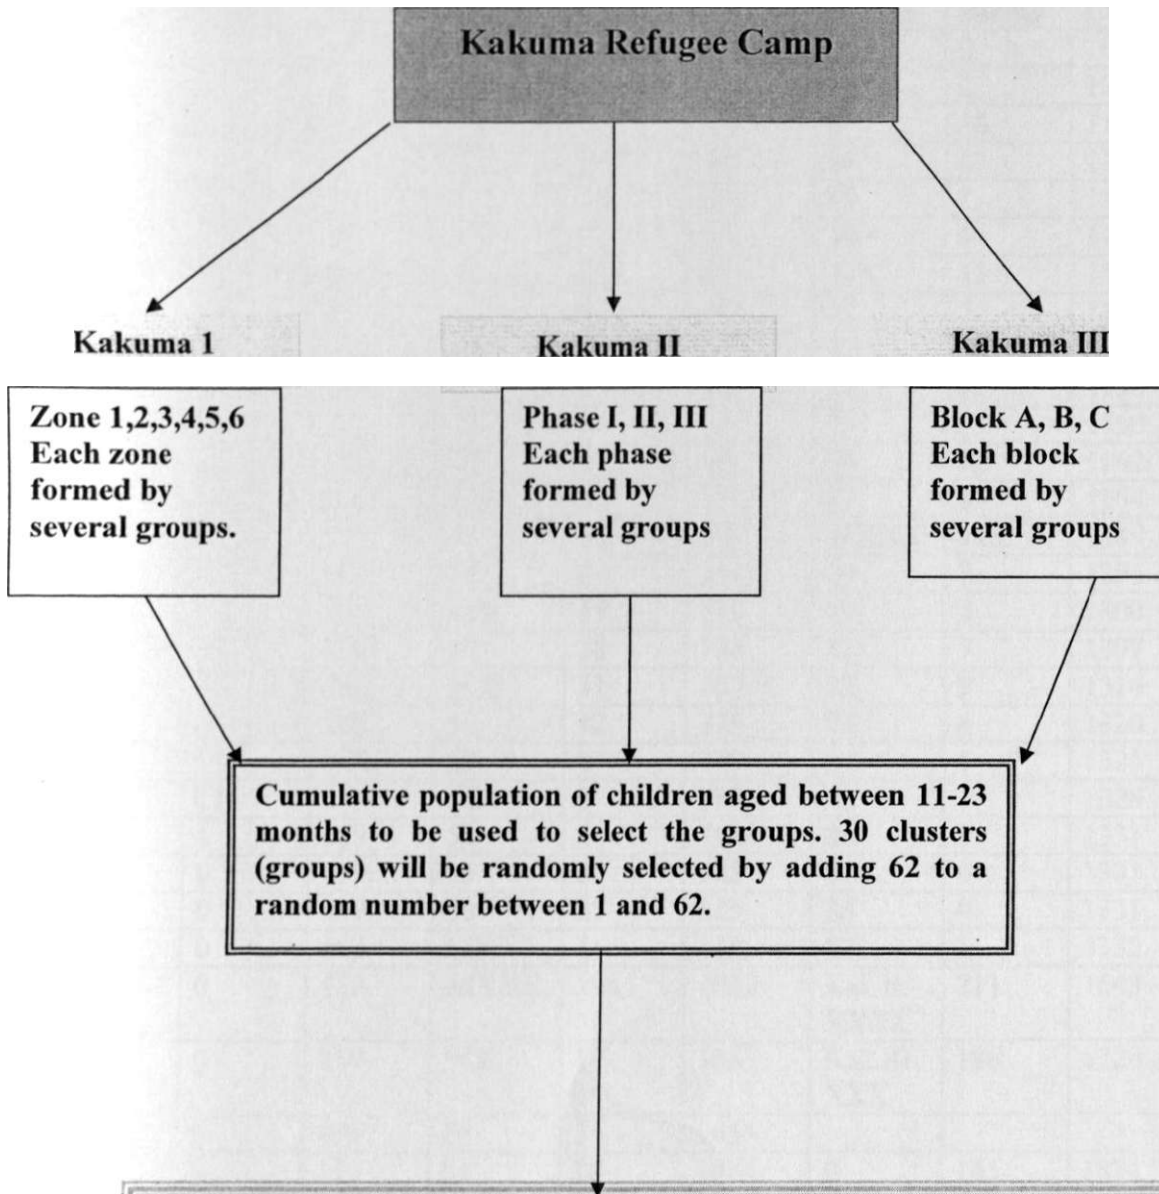 Kakuma Refugee Camp
Kakuma 1
Kakuma II
Kakuma III
Zone 1,2,3,4,5,6
Each zone
formed by
several groups.
Phase I, II, III
Each phase
formed by
several groups
Block A, B, C
Each block
formed by
several groups
Cumulative population of children aged between 11-23
months to be used to select the groups. 30 clusters
(groups) will be randomly selected by adding 62 to a
random number between 1 and 62.